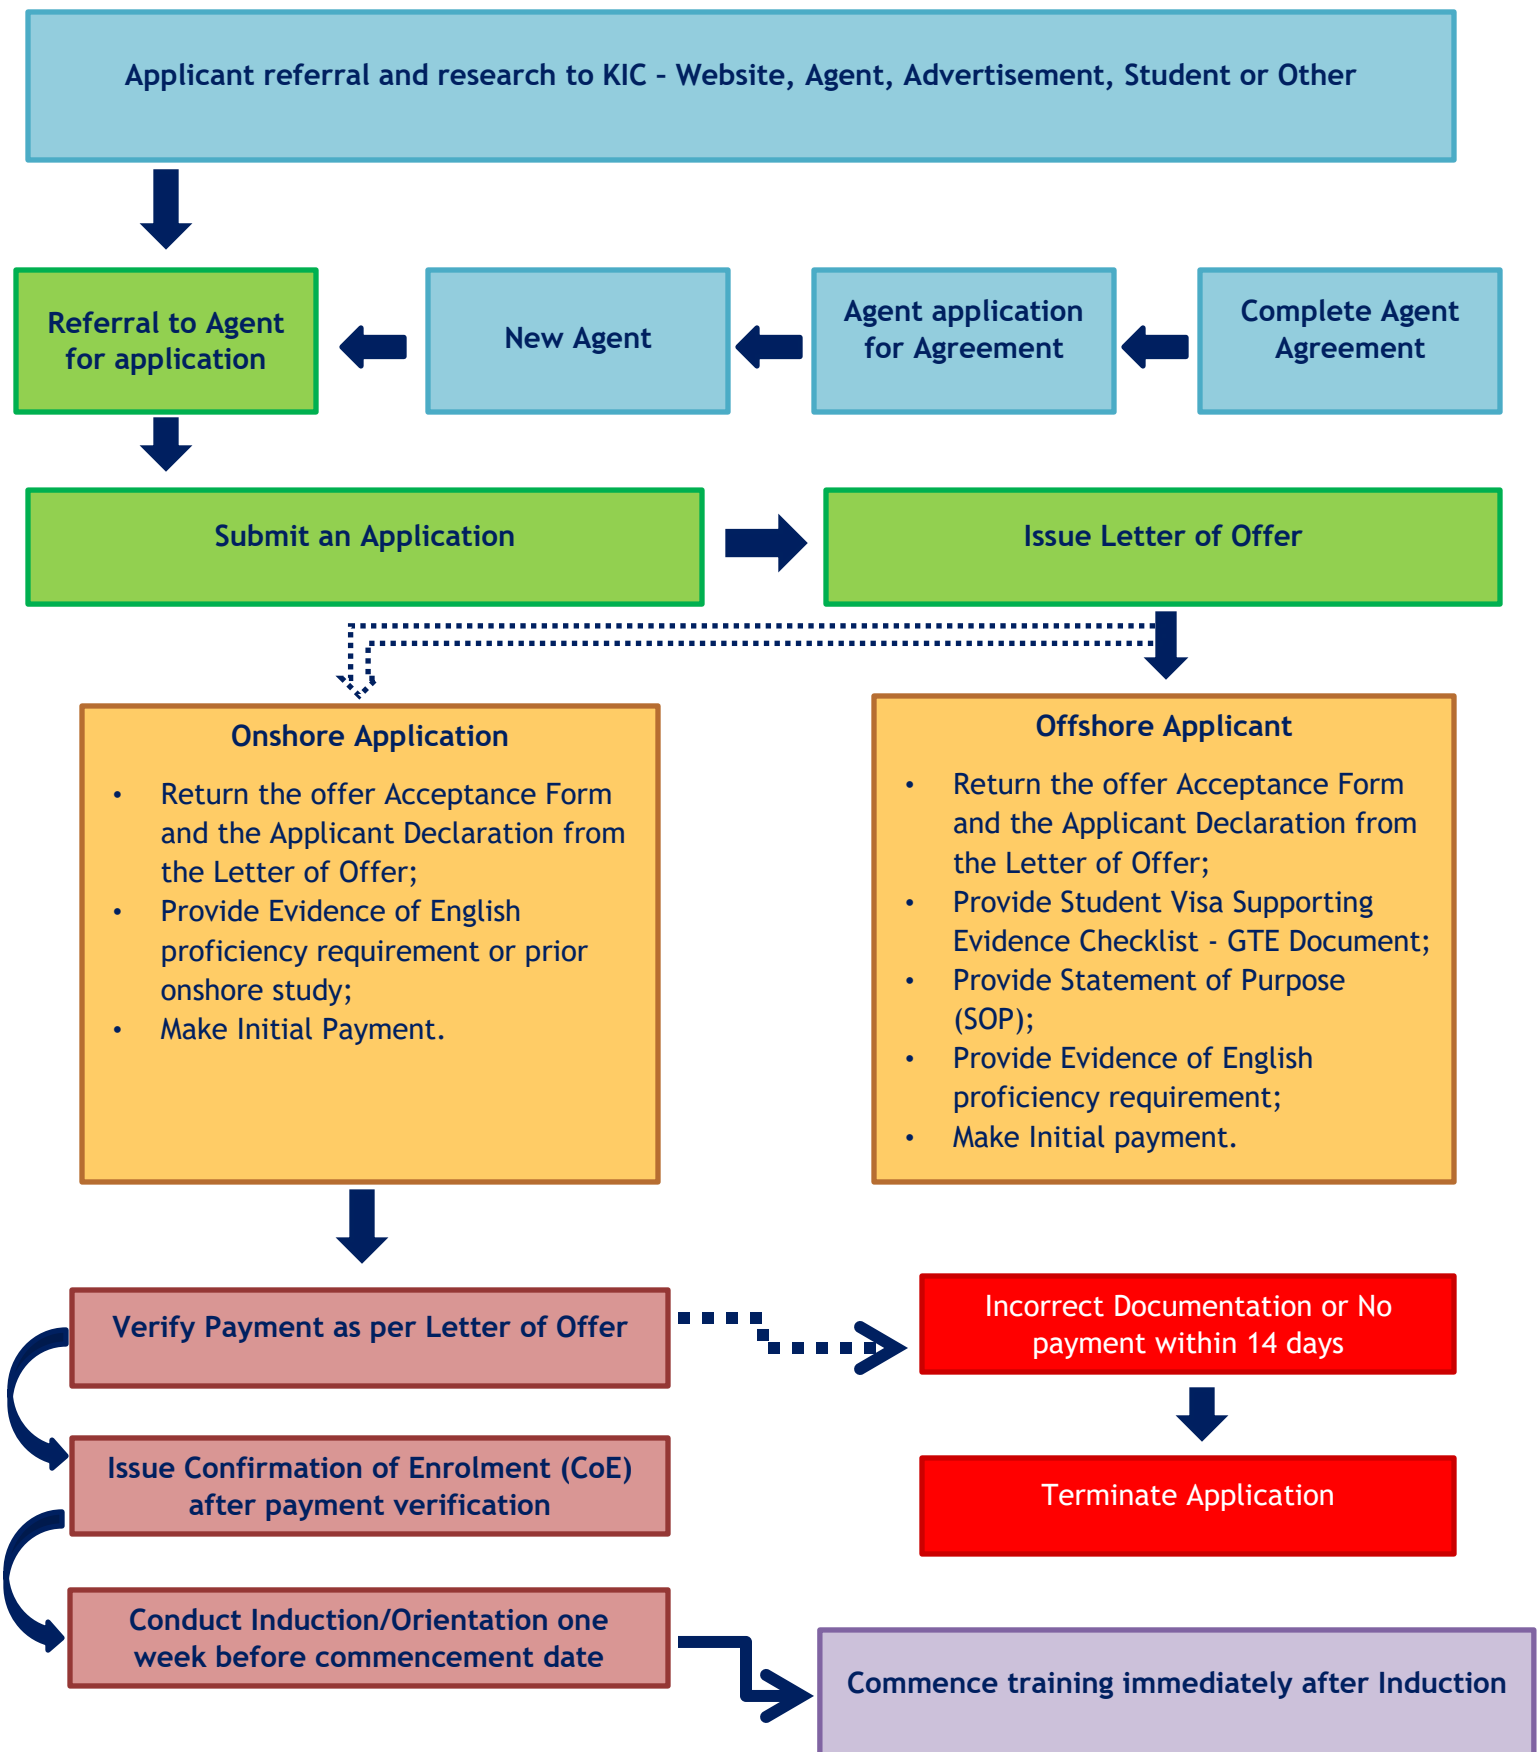 Applicant referral and research to KIC – Website, Agent, Advertisement, Student or Other
Referral to Agent
for application
New Agent
Agent application
for Agreement
Complete Agent
Agreement
Submit an Application
Issue Letter of Offer
Onshore Application
• Return the offer Acceptance Form
and the Applicant Declaration from
the Letter of Offer;
• Provide Evidence of English
proficiency requirement or prior
onshore study;
• Make Initial Payment.
Offshore Applicant
• Return the offer Acceptance Form
and the Applicant Declaration from
the Letter of Offer;
• Provide Student Visa Supporting
Evidence Checklist - GTE Document;
• Provide Statement of Purpose
(SOP);
• Provide Evidence of English
proficiency requirement;
• Make Initial payment.
Verify Payment as per Letter of Offer
Incorrect Documentation or No
payment within 14 days
Issue Confirmation of Enrolment (CoE)
after payment verification
Terminate Application
Conduct Induction/Orientation one
week before commencement date
Commence training immediately after Induction